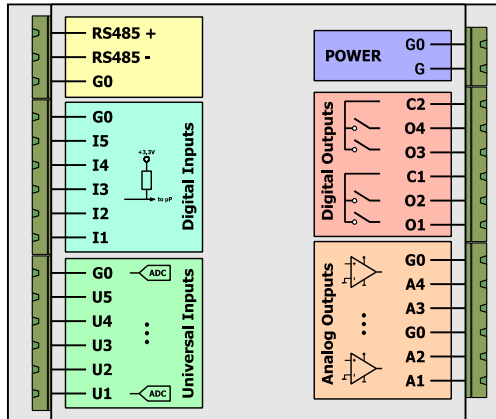 RS485 +
RS485 -
G0
G0
I5
I4
I3
I2
I1
+3,3V
to µP
Digital Inputs
G0
U5
U4
U3
U2
U1
ADC
ADC
Universal Inputs
POWER
G0
G
Digital Outputs
C2
O4
O3
C1
O2
O1
Analog Outputs
G0
A4
A3
G0
A2
A1